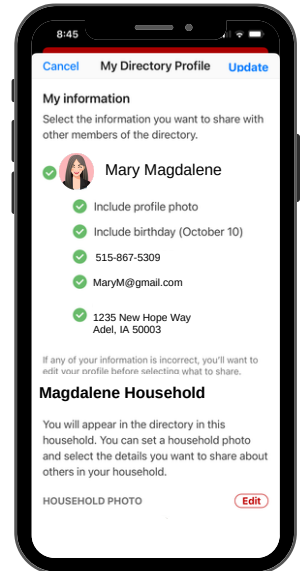 8:45
Cancel My Directory Profile Update
My information
Select the information you want to share with
other members of the directory.
Mary Magdalene
Include profile photo
Include birthday (October 10)
515-867-5309
MaryM@gmail.com
1235 New Hope Way
Adel, IA 50003
If any of your information is incorrect, you'll want to
edit your profile before selecting what to share.
Magdalene Household
You will appear in the directory in this
household. You can set a household photo
and select the details you want to share about
others in your household.
HOUSEHOLD PHOTO Edit